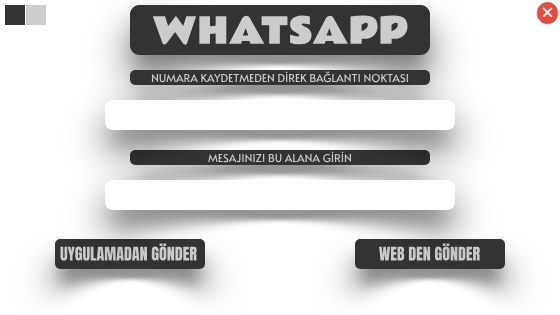 WHATSAPP
NUMARA KAYDETMEDEN DİREK BAĞLANTI NOKTASI
MESAJINIZI BU ALANA GİRİN
UYGULAMADAN GÖNDER
WEB DEN GÖNDER